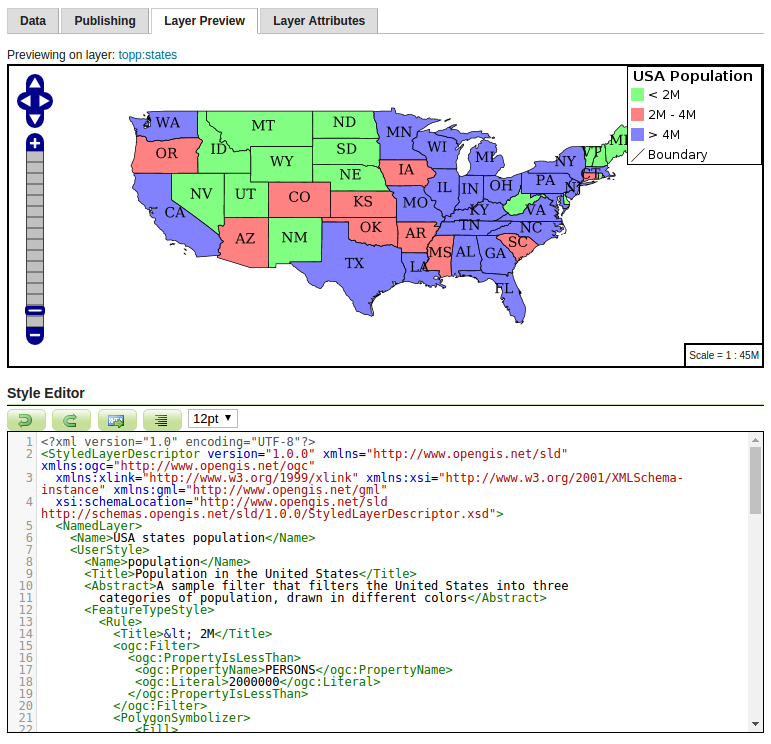 Data Publishing Layer Preview Layer Attributes
Previewing on layer: topp:states
USA Population
< 2M
2M - 4M
> 4M
Boundary
WA MT ND MN
OR ID SD WI MI NY
WY IA
NE PA
NV UT IL IN OH NJ
CO KS MO
CA KY VA
OK TN NC
AZ NM AR SC
TX MS AL GA
LA
FL
Scale = 1 : 45M
Style Editor
12pt
1 <?xml version="1.0" encoding="UTF-8"?>
2 <StyledLayerDescriptor version="1.0.0" xmlns="http://www.opengis.net/sld"
xmlns:ogc="http://www.opengis.net/ogc"
3 xmlns:xlink="http://www.w3.org/1999/xlink" xmlns:xsi="http://www.w3.org/2001/XMLSchema-
instance" xmlns:gml="http://www.opengis.net/gml"
4 xsi:schemaLocation="http://www.opengis.net/sld
http://schemas.opengis.net/sld/1.0.0/StyledLayerDescriptor.xsd">
5 <NamedLayer>
6 <Name>USA states population</Name>
7 <UserStyle>
8 <Name>population</Name>
9 <Title>Population in the United States</Title>
10 <Abstract>A sample filter that filters the United States into three
11 categories of population, drawn in different colors</Abstract>
12 <FeatureTypeStyle>
13 <Rule>
14 <Title>&lt; 2M</Title>
15 <ogc:Filter>
16 <ogc:PropertyIsLessThan>
17 <ogc:PropertyName>PERSONS</ogc:PropertyName>
18 <ogc:Literal>2000000</ogc:Literal>
19 </ogc:PropertyIsLessThan>
20 </ogc:Filter>
21 <PolygonSymbolizer>
22 <Fill>